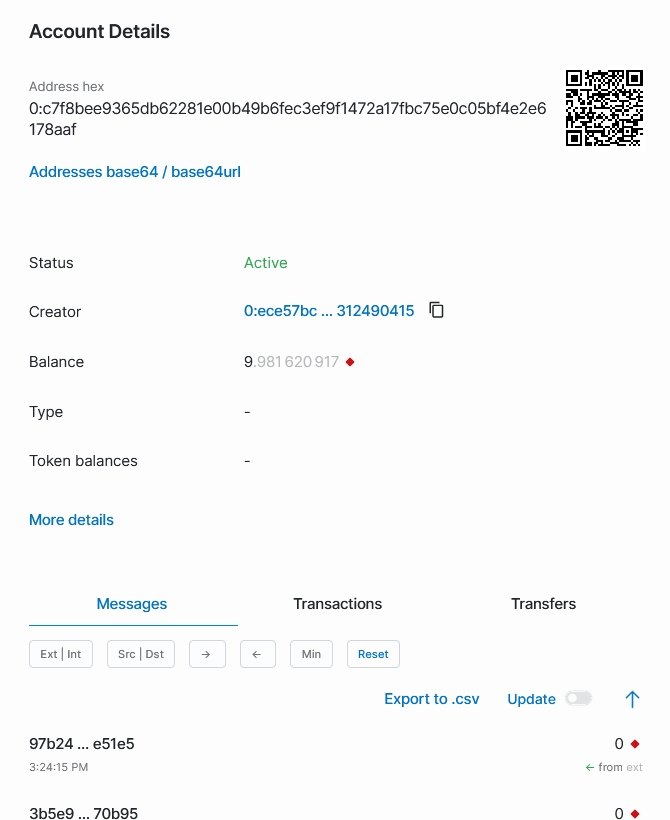 Account Details
Address hex
0:c7f8bee9365db62281e00b49b6fec3ef9f1472a17fbc75e0c05bf4e2e6
178aaf
Addresses base64 / base64url
Status Active
Creator 0:ece57bc ... 312490415
Balance 9.981 620 917
Type -
Token balances -
More details
Messages Transactions Transfers
Ext | Int Src | Dst → ← Min Reset
Export to .csv Update ↑
97b24 ... e51e5 0
3:24:15 PM ← from ext
3b5e9 ... 70b95 0